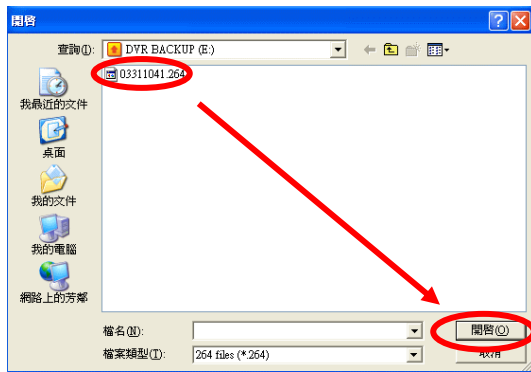 開啓
查詢(I): DVR BACKUP (E:)
03311041.264
我最近的文件
桌面
我的文件
我的電腦
網路上的芳鄰
檔名(N): 開啓(O)
檔案類型(T): 264 files (*.264) 取消